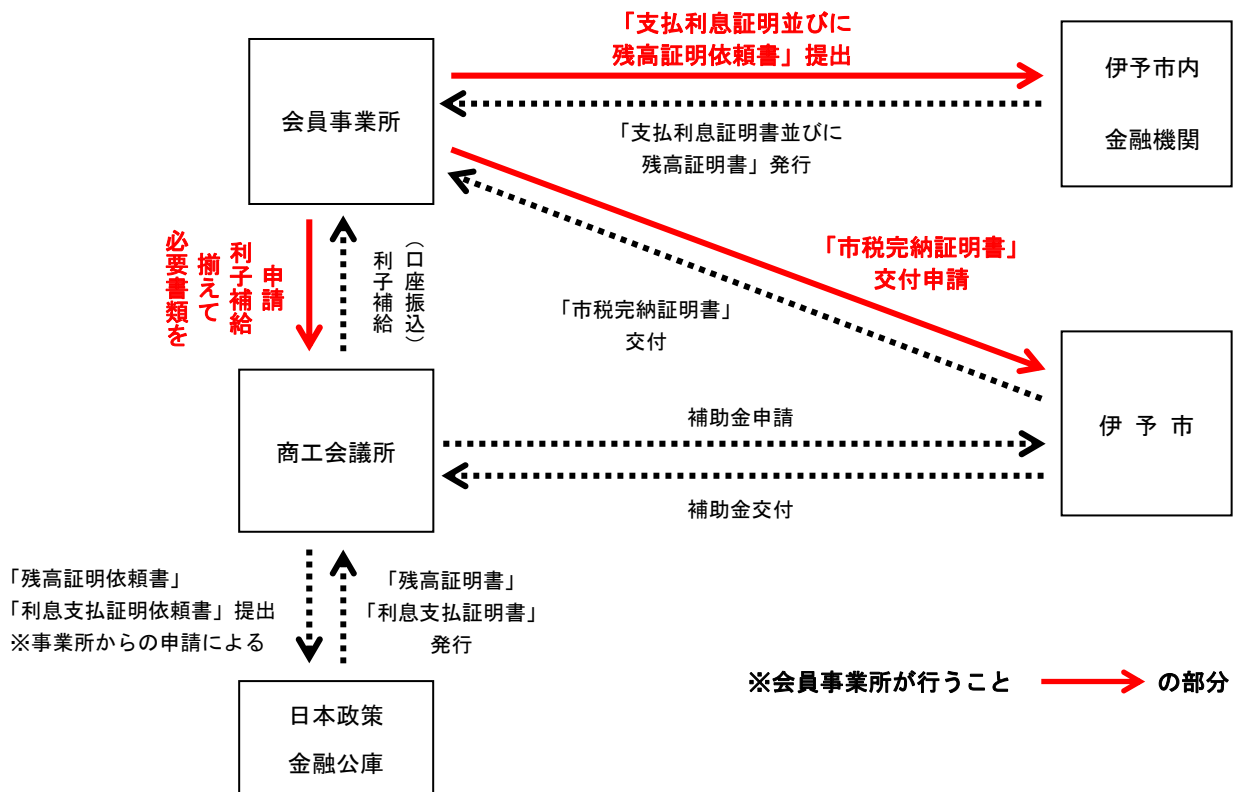 「支払利息証明並びに
残高証明依頼書」提出
伊予市内
金融機関
会員事業所
「支払利息証明書並びに
残高証明書」発行
「市税完納証明書」
交付申請
必要書類を
揃えて
利子補給
申請
利子補給
（口座振込）
「市税完納証明書」
交付
商工会議所
補助金申請
補助金交付
伊 予 市
「残高証明依頼書」
「利息支払証明依頼書」提出
※事業所からの申請による
「残高証明書」
「利息支払証明書」
発行
日本政策
金融公庫
※会員事業所が行うこと
の部分